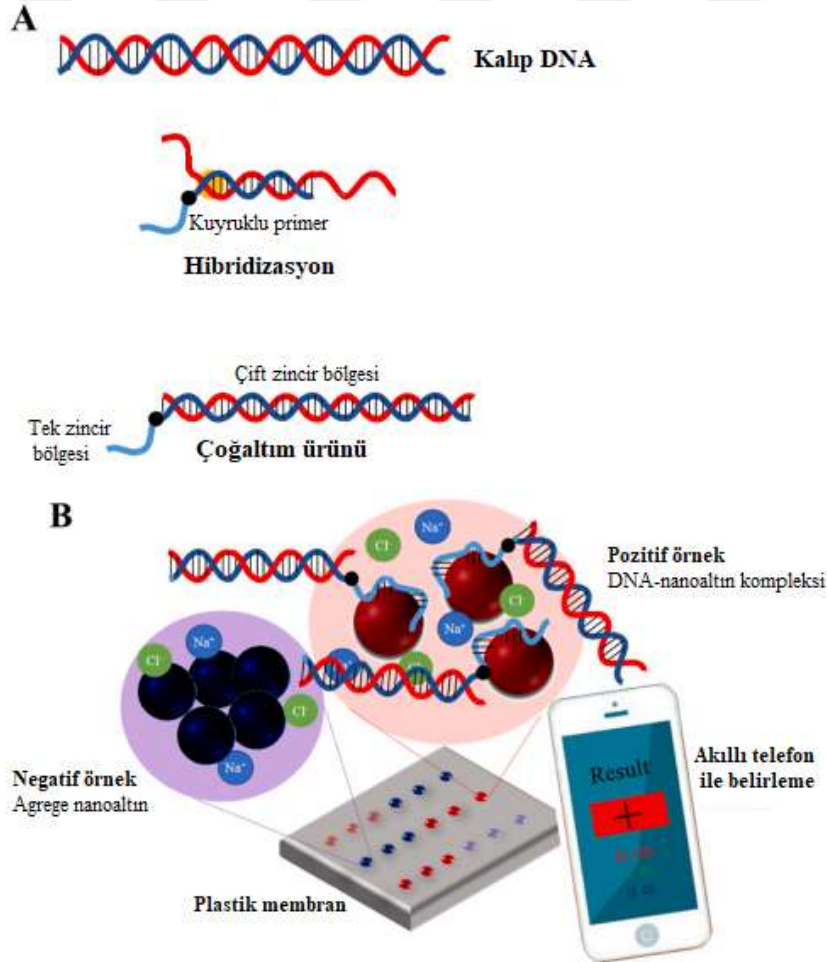 A
Kalıp DNA
Kuyruklu primer
Hibridizasyon
Çift zincir bölgesi
Tek zincir
bölgesi
Çoğaltım ürünü
B
Na⁺
Cl⁻
Pozitif örnek
DNA-nanoaltın kompleksi
Cl⁻
Na⁺
Na⁺
Cl⁻
Cl⁻
Na⁺
Negatif örnek
Agrege nanoaltın
Akıllı telefon
ile belirleme
Result
+
Plastik membran